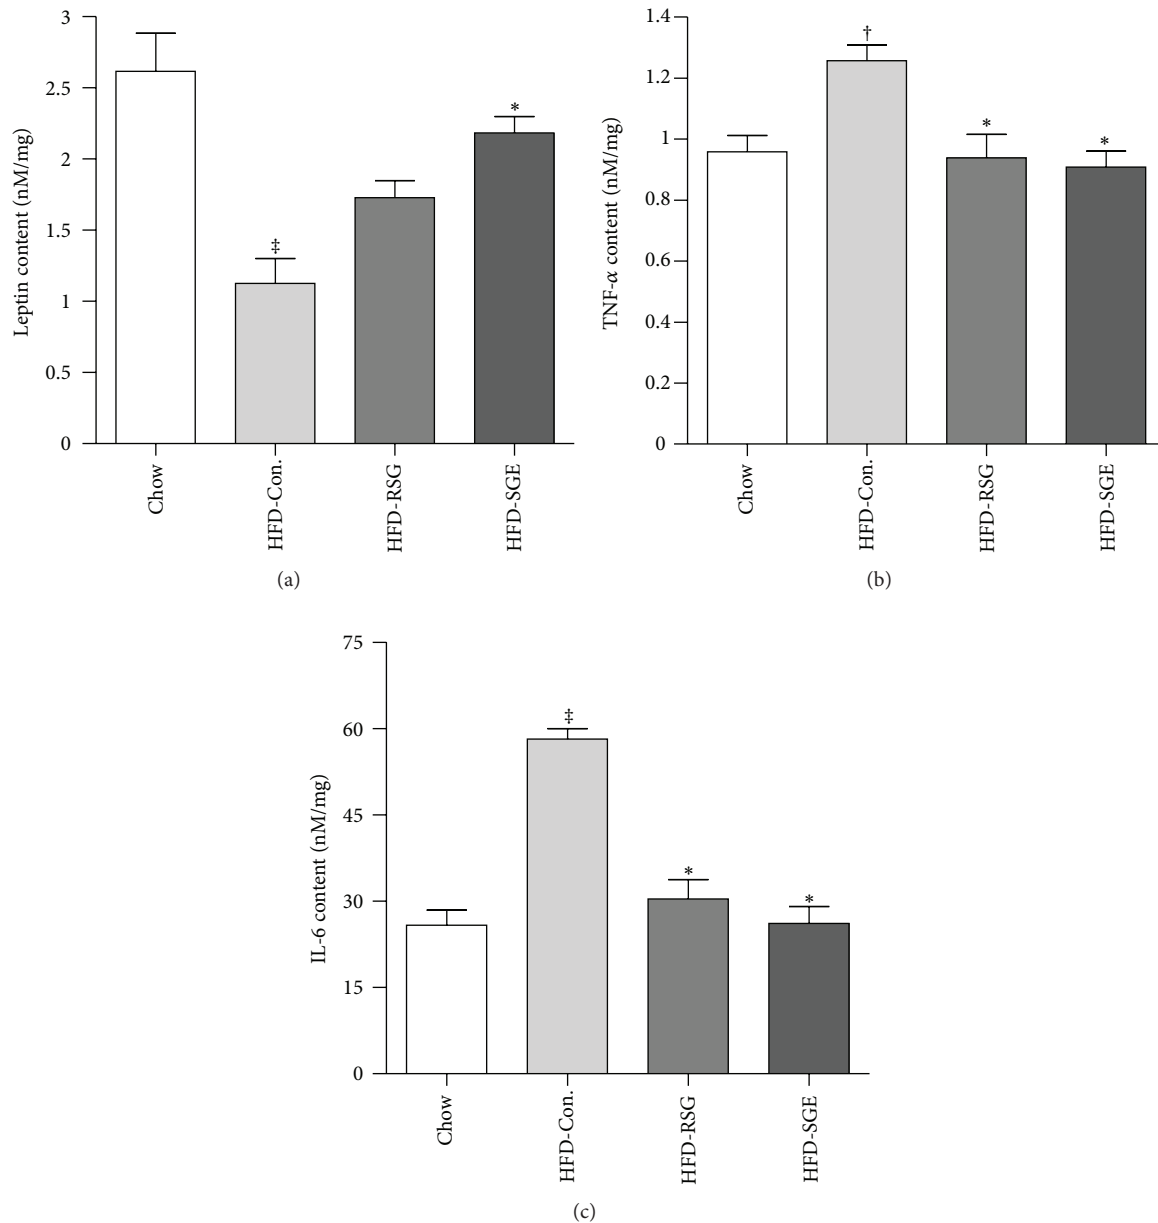 3
2.5
2
1.5
1
0.5
0
Leptin content (nM/mg)
‡
*
Chow
HFD-Con.
HFD-RSG
HFD-SGE
(a)
1.4
1.2
1
0.8
0.6
0.4
0.2
0
TNF-α content (nM/mg)
†
*
*
Chow
HFD-Con.
HFD-RSG
HFD-SGE
(b)
75
60
45
30
15
0
IL-6 content (nM/mg)
‡
*
*
Chow
HFD-Con.
HFD-RSG
HFD-SGE
(c)